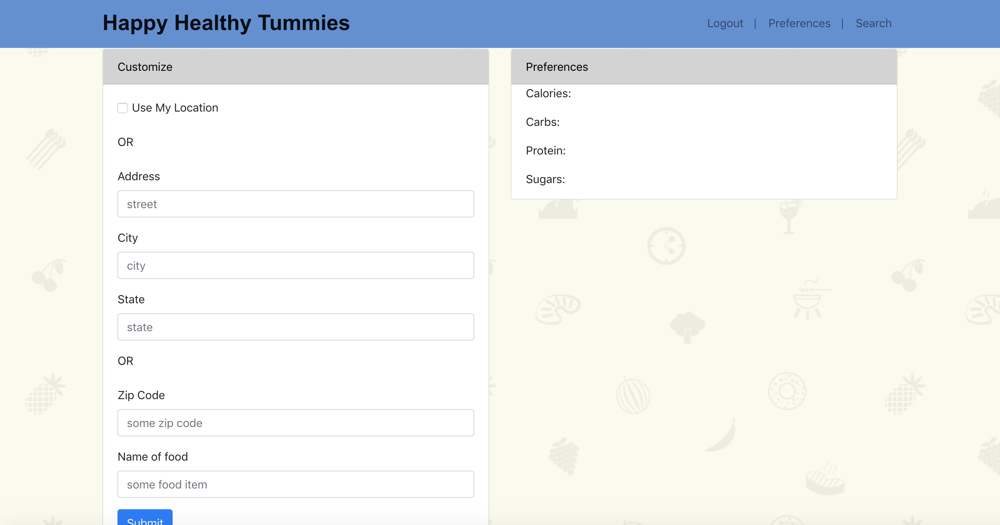 Happy Healthy Tummies
Logout | Preferences | Search
Customize
Use My Location
OR
Address
street
City
city
State
state
OR
Zip Code
some zip code
Name of food
some food item
Submit
Preferences
Calories:
Carbs:
Protein:
Sugars: